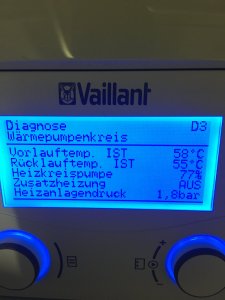 Vaillant
Diagnose D3
Wärmepumpenkreis
Vorlauftemp. IST 58°C
Rücklauftemp. IST 55°C
Heizkreispumpe 77%
Zusatzheizung AUS
Heizanlagendruck 1,8bar
+
-